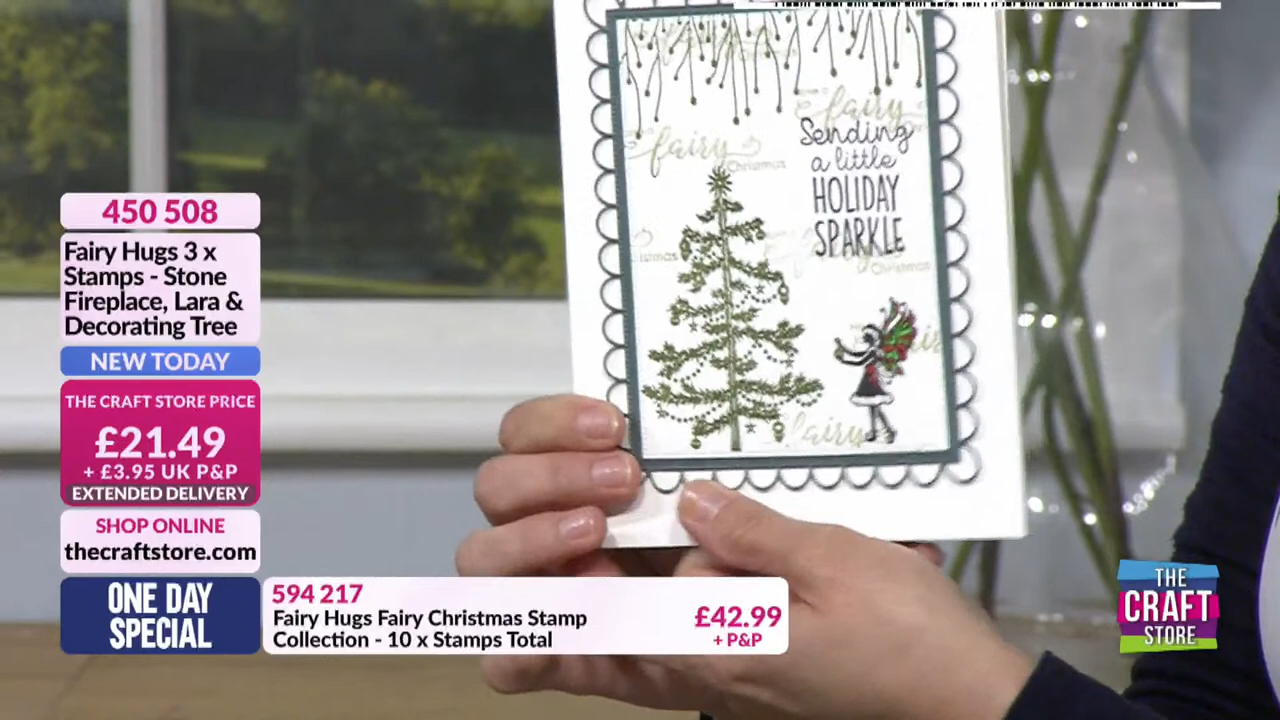 450 508
Fairy Hugs 3 x
Stamps - Stone
Fireplace, Lara &
Decorating Tree
NEW TODAY
THE CRAFT STORE PRICE
£21.49
+ £3.95 UK P&P
EXTENDED DELIVERY
SHOP ONLINE
thecraftstore.com
ONE DAY
SPECIAL
594 217
Fairy Hugs Fairy Christmas Stamp
Collection - 10 x Stamps Total
£42.99
+ P&P
fairy
Sending
a little
HOLIDAY
SPARKLE
fairy
Christmas
Christmas
fairy
THE
CRAFT
STORE